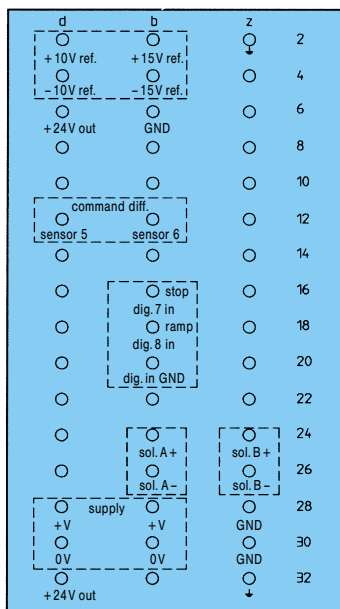 d b z
2
+10V ref. +15V ref.
4
−10V ref. −15V ref.
6
+24V out GND
8
10
command diff.
12
sensor 5 sensor 6
14
stop 16
dig.7 in
ramp 18
dig.8 in
20
dig.in GND
22
24
sol.A+ sol.B+
26
sol.A− sol.B−
supply 28
+V +V GND
30
0V 0V GND
32
+24V out